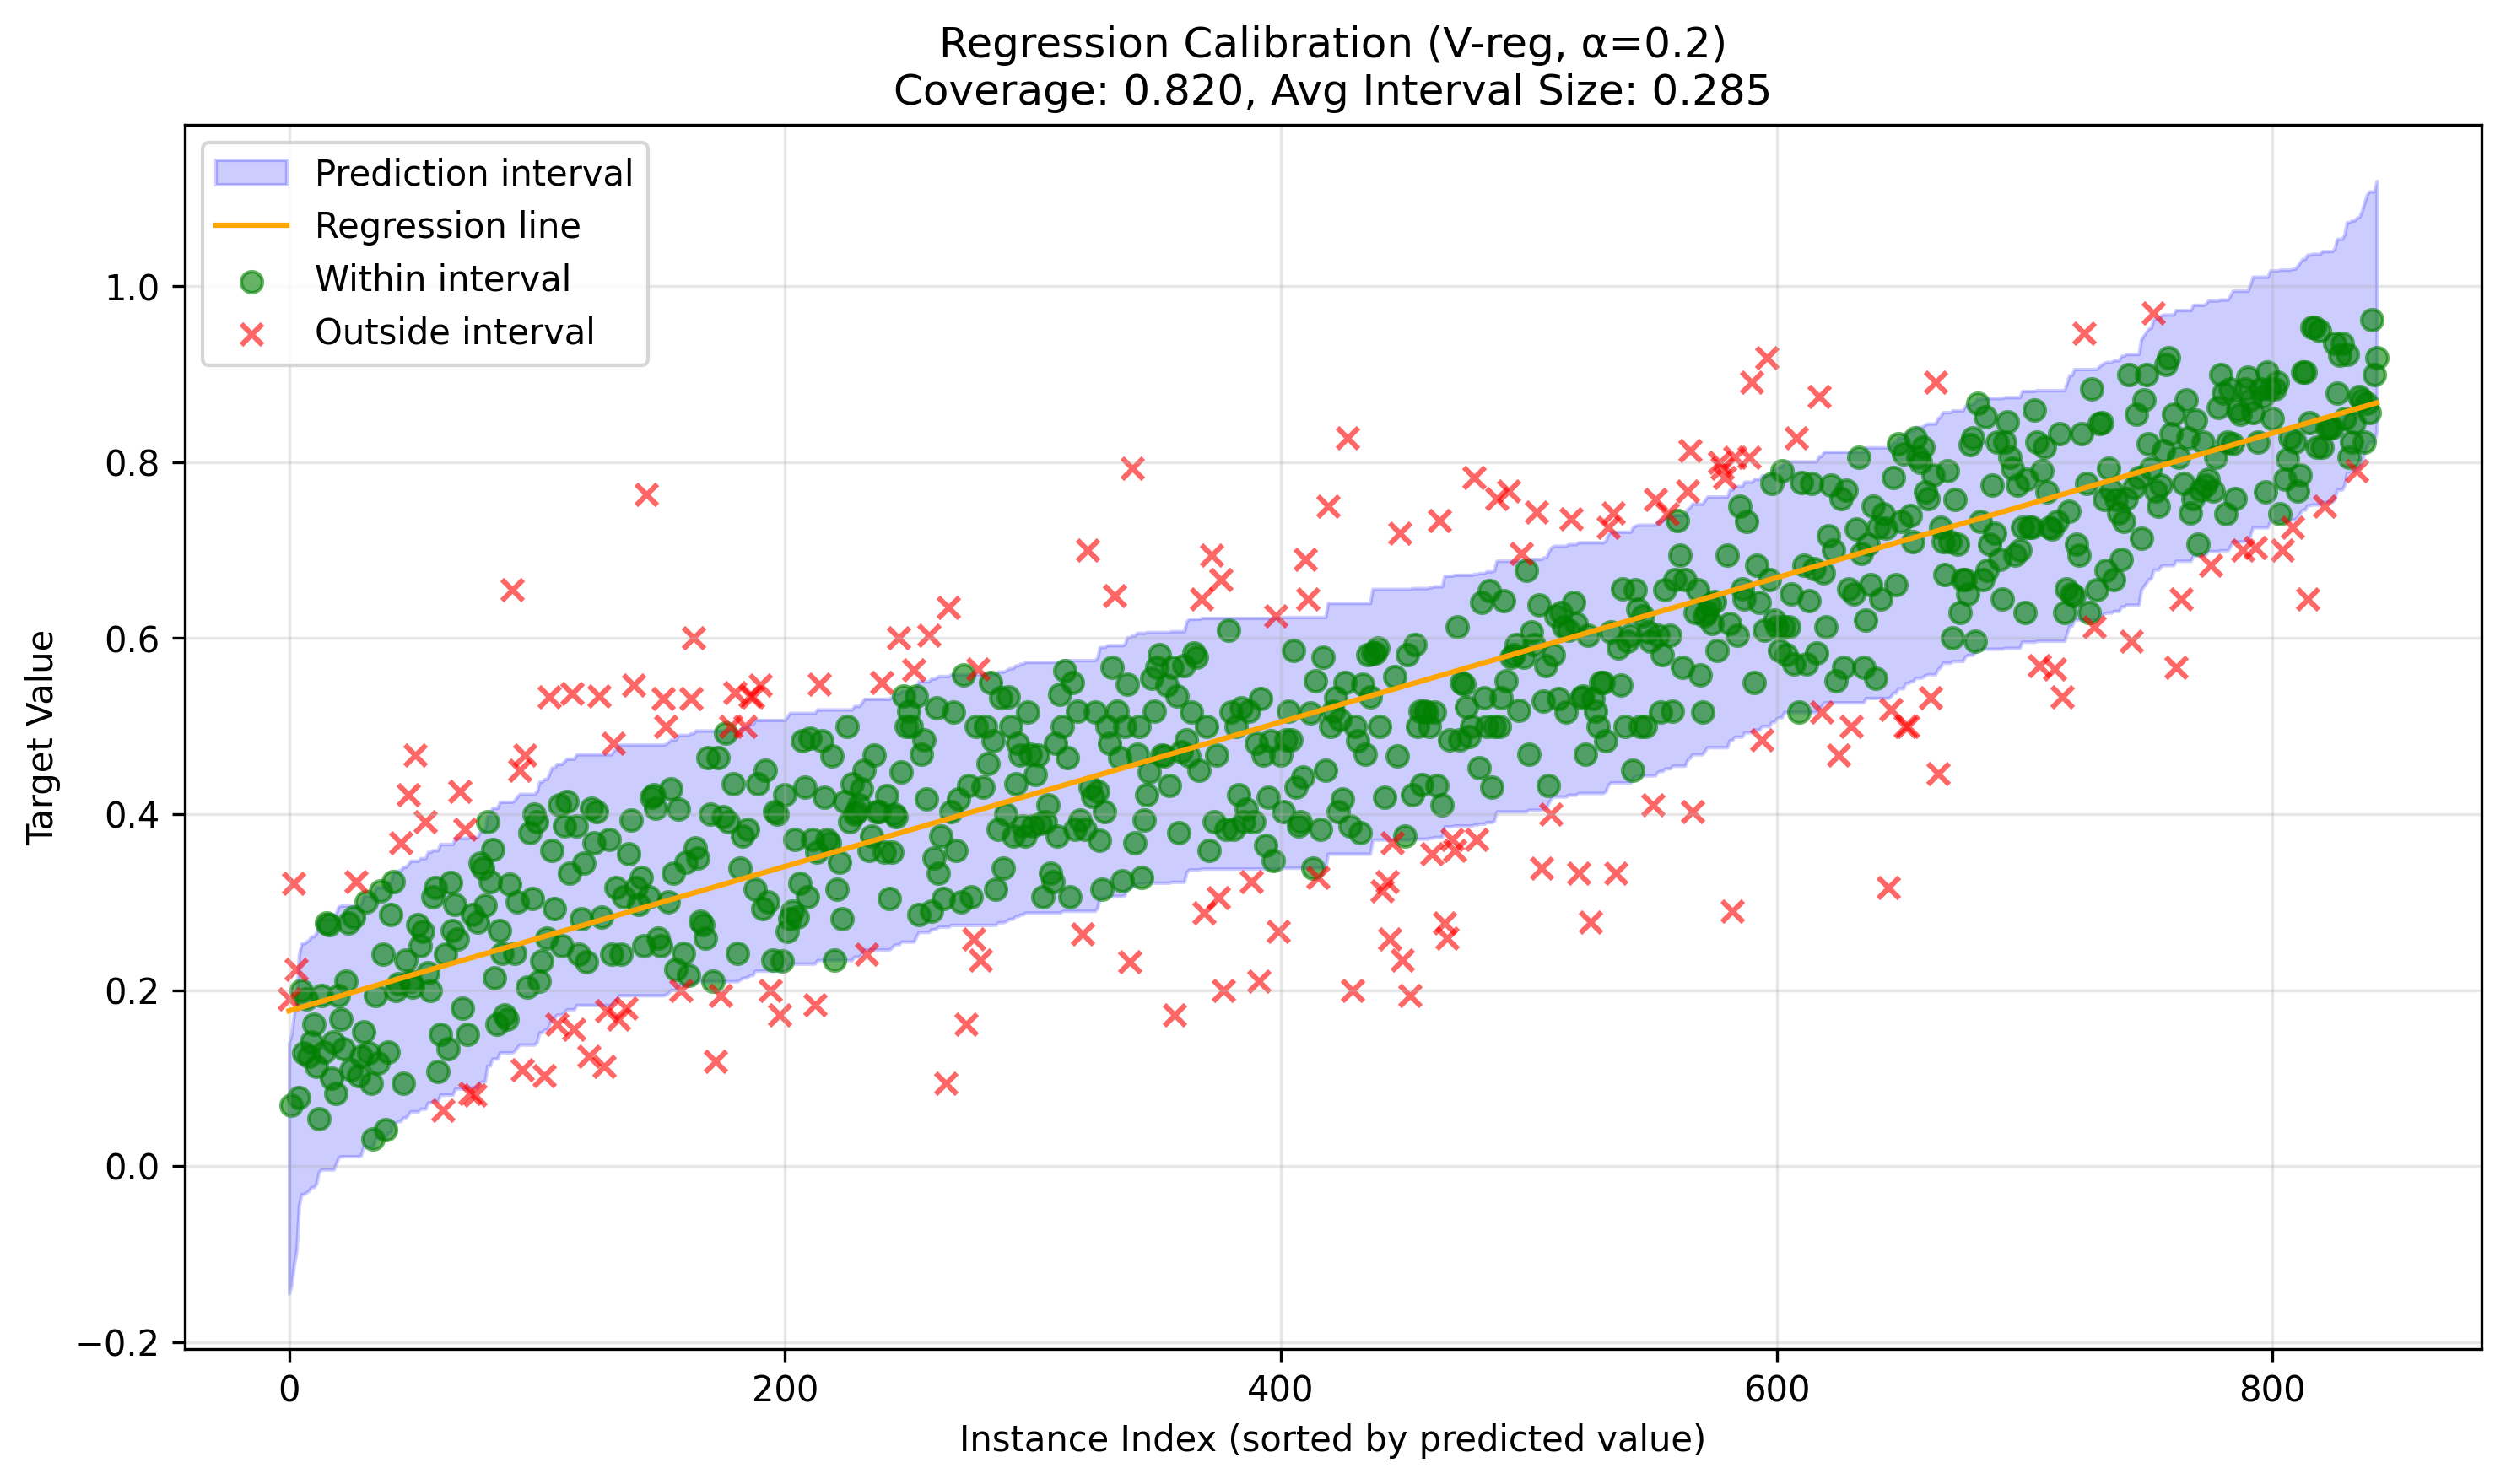 Regression Calibration (V-reg, α=0.2)
Coverage: 0.820, Avg Interval Size: 0.285
Prediction interval
Regression line
Within interval
Outside interval
Target Value
1.0
0.8
0.6
0.4
0.2
0.0
−0.2
0 200 400 600 800
Instance Index (sorted by predicted value)